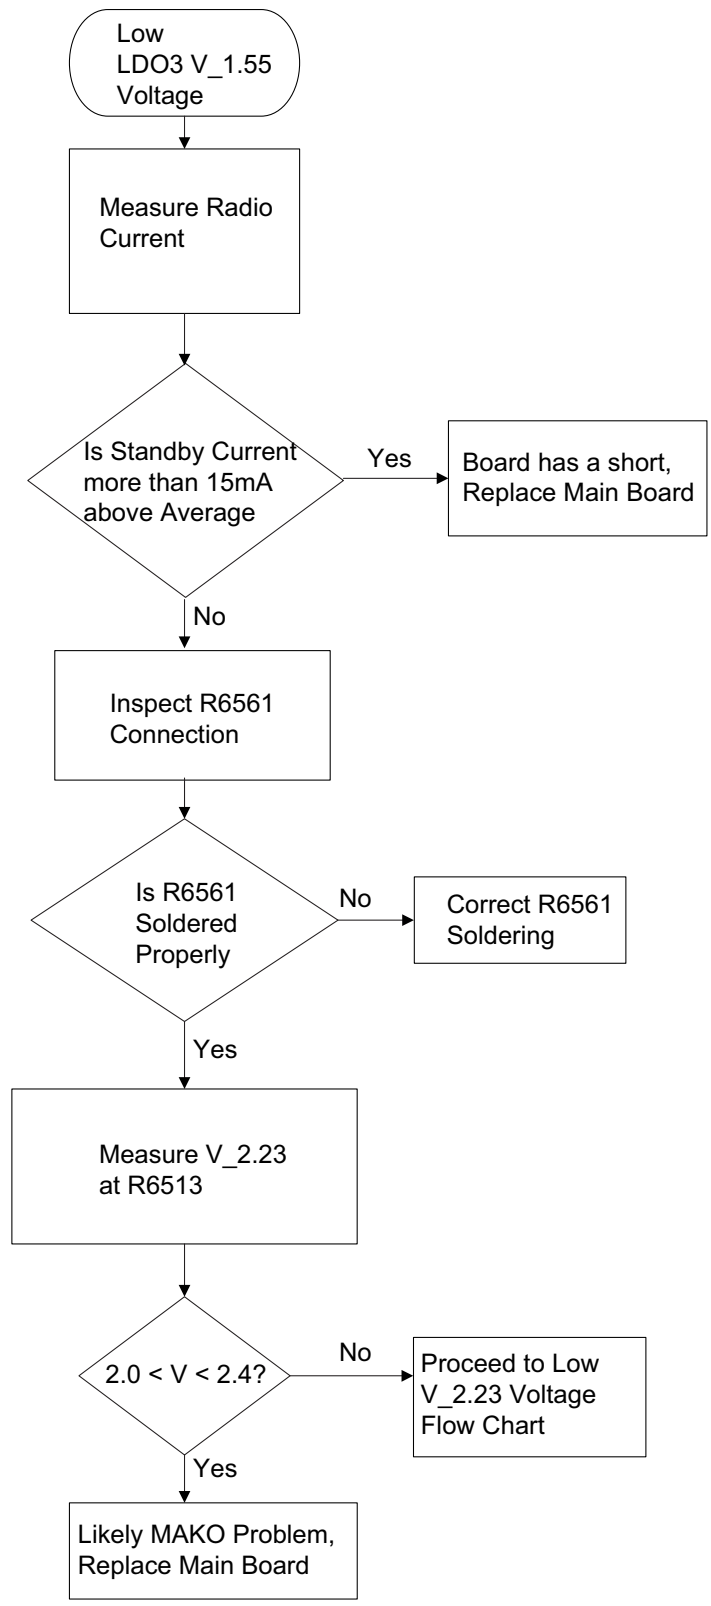 Low
LDO3 V_1.55
Voltage
Measure Radio
Current
Is Standby Current
more than 15mA
above Average
Yes
Board has a short,
Replace Main Board
No
Inspect R6561
Connection
Is R6561
Soldered
Properly
No
Correct R6561
Soldering
Yes
Measure V_2.23
at R6513
2.0 < V < 2.4?
No
Proceed to Low
V_2.23 Voltage
Flow Chart
Yes
Likely MAKO Problem,
Replace Main Board